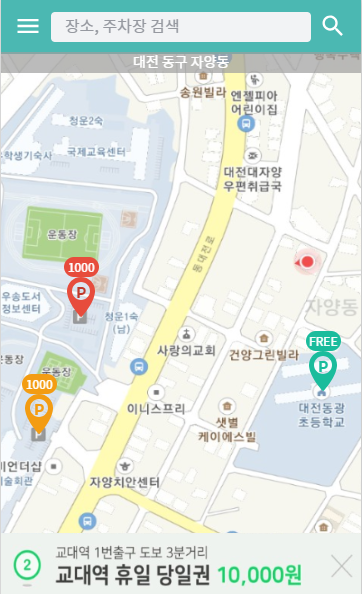 장소, 주차장 검색
대전 동구 자양동
송원빌라
엔젤피아
어린이집
청운2숙
국제교육센터
학생기숙사
대전대자양
우편취급국
운동장
동대전로
1000
P
자양동
우송도서
정보센터
P
청운1숙
(남)
FREE
P
사랑의교회
건양그린빌라
운동장
1000
P
이니스프리
대전동광
초등학교
샛별
케이에스빌
P
이언더샵
술회관
자양치안센터
2
교대역 1번출구 도보 3분거리
교대역 휴일 당일권 10,000원